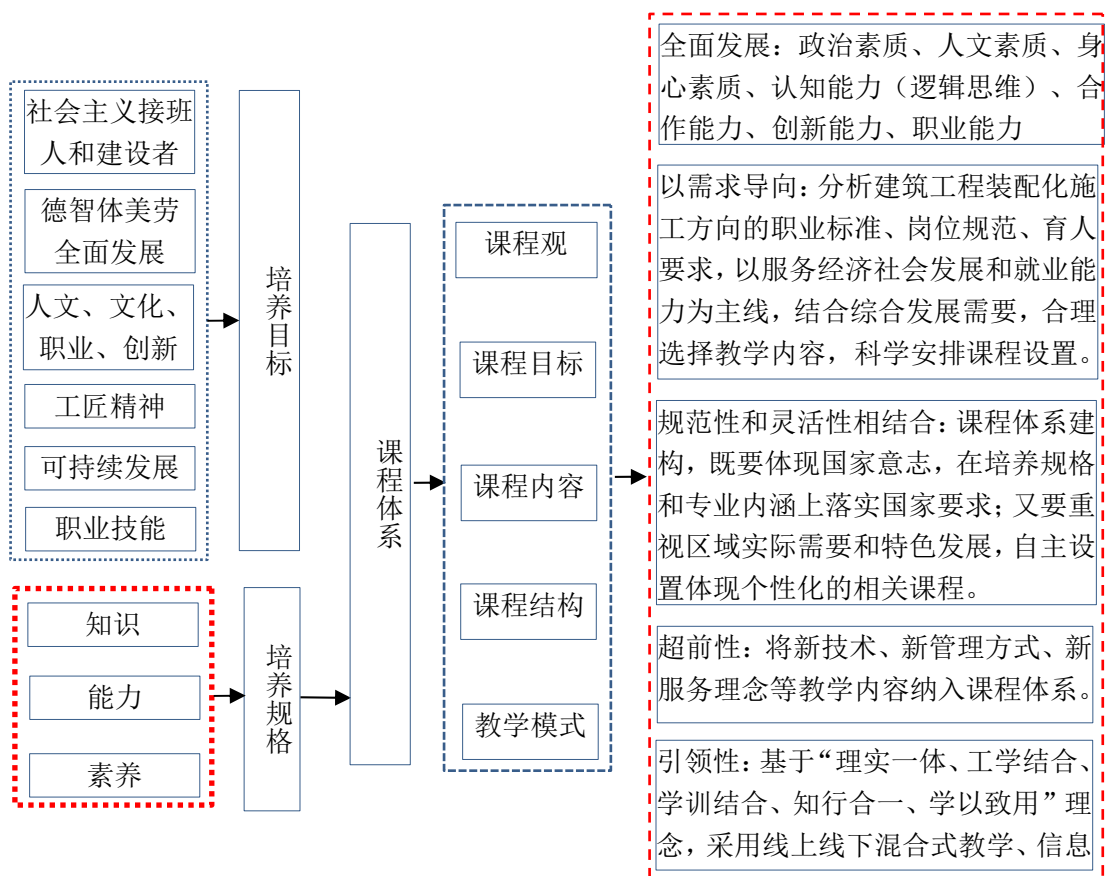 社会主义接班
人和建设者
德智体美劳
全面发展
人文、文化、
职业、创新
工匠精神
可持续发展
职业技能
培养目标
知识
能力
素养
培养规格
课程体系
课程观
课程目标
课程内容
课程结构
教学模式
全面发展：政治素质、人文素质、身
心素质、认知能力（逻辑思维）、合
作能力、创新能力、职业能力
以需求导向：分析建筑工程装配化施
工方向的职业标准、岗位规范、育人
要求，以服务经济社会发展和就业能
力为主线，结合综合发展需要，合理
选择教学内容，科学安排课程设置。
规范性和灵活性相结合：课程体系建
构，既要体现国家意志，在培养规格
和专业内涵上落实国家要求；又要重
视区域实际需要和特色发展，自主设
置体现个性化的相关课程。
超前性：将新技术、新管理方式、新
服务理念等教学内容纳入课程体系。
引领性：基于“理实一体、工学结合、
学训结合、知行合一、学以致用”理
念，采用线上线下混合式教学、信息